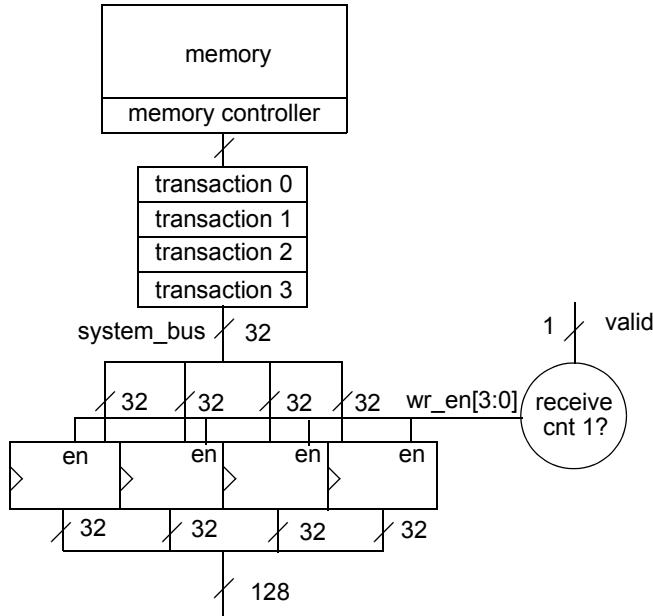 memory
memory controller
transaction 0
transaction 1
transaction 2
transaction 3
system_bus 32
1 valid
32 32 32 32
wr_en[3:0]
receive
cnt 1?
en en en en
32 32 32 32
128